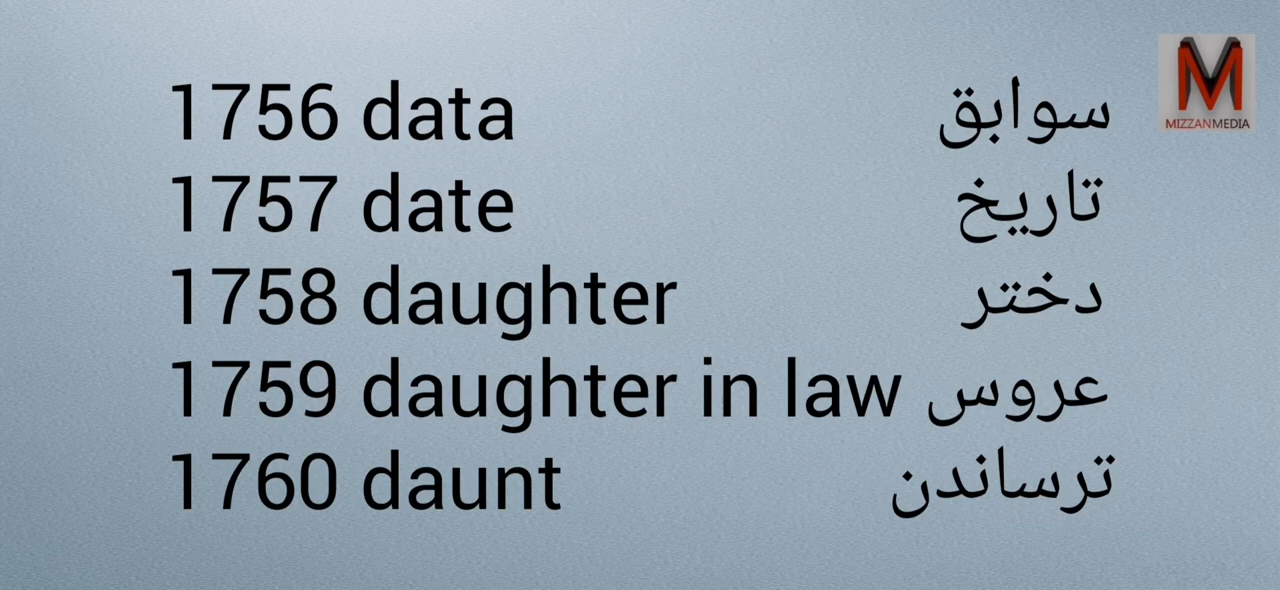 1756 data سوابق
1757 date تاریخ
1758 daughter دختر
1759 daughter in law عروس
1760 daunt ترساندن
MIZZANMEDIA